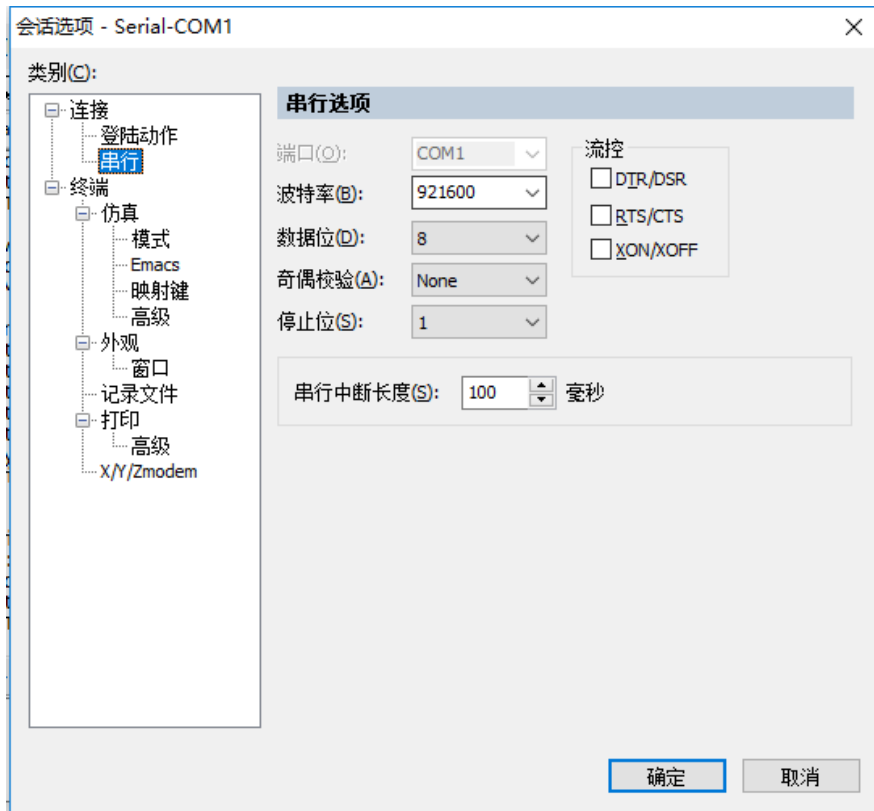 会话选项 - Serial-COM1
类别(C):
连接
登陆动作
串行
终端
仿真
模式
Emacs
映射键
高级
外观
窗口
记录文件
打印
高级
X/Y/Zmodem
串行选项
端口(O): COM1
波特率(B): 921600
数据位(D): 8
奇偶校验(A): None
停止位(S): 1
流控
DTR/DSR
RTS/CTS
XON/XOFF
串行中断长度(S): 100 毫秒
确定 取消